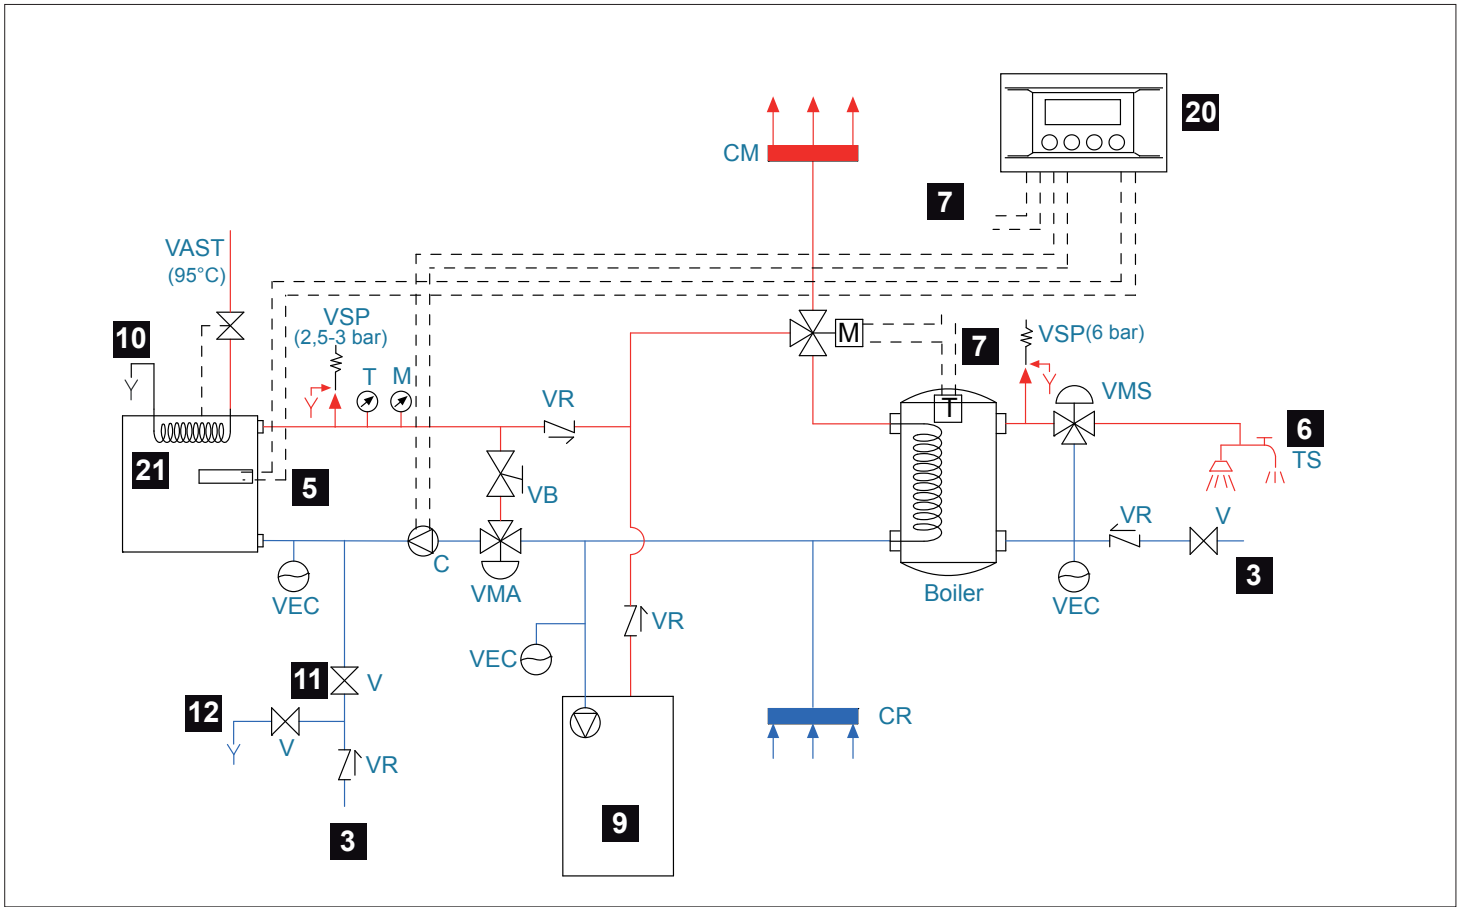 20
CM
7
VAST
(95°C)
10
VSP
(2,5-3 bar)
T
M
M
7
VSP(6 bar)
VR
VMS
T
6
TS
21
5
VB
VR
V
C
VMA
VEC
Boiler
VEC
3
VR
VEC
11
V
12
V
CR
VR
9
3